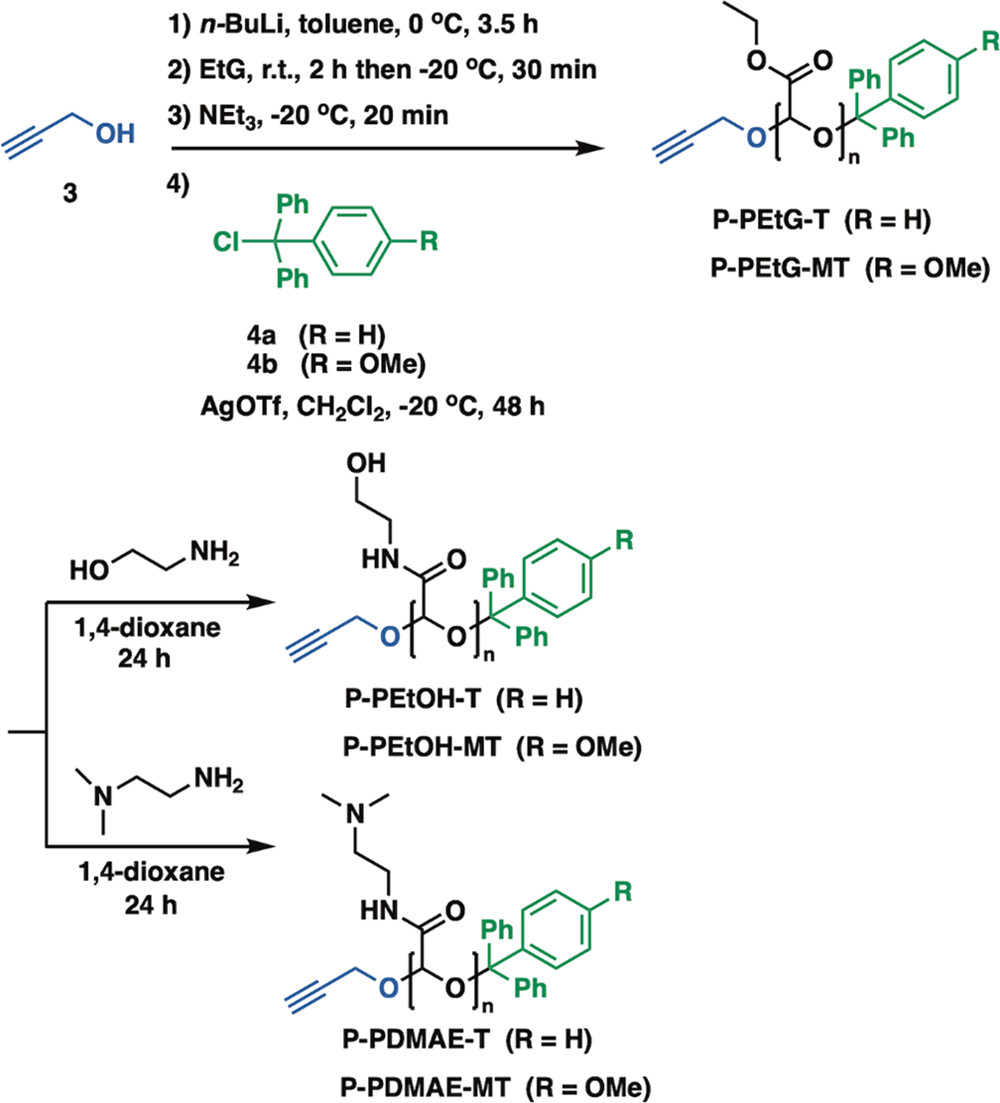 1) n-BuLi, toluene, 0 °C, 3.5 h
2) EtG, r.t., 2 h then -20 °C, 30 min
3) NEt3, -20 °C, 20 min
OH
3
4)
Ph
Cl
R
Ph
4a (R = H)
4b (R = OMe)
AgOTf, CH2Cl2, -20 °C, 48 h
O
O
R
Ph
O
O
n
Ph
P-PEtG-T (R = H)
P-PEtG-MT (R = OMe)
HO
NH2
1,4-dioxane
24 h
OH
HN
O
R
Ph
O
O
n
Ph
P-PEtOH-T (R = H)
P-PEtOH-MT (R = OMe)
N
NH2
1,4-dioxane
24 h
N
HN
O
R
Ph
O
O
n
Ph
P-PDMAE-T (R = H)
P-PDMAE-MT (R = OMe)